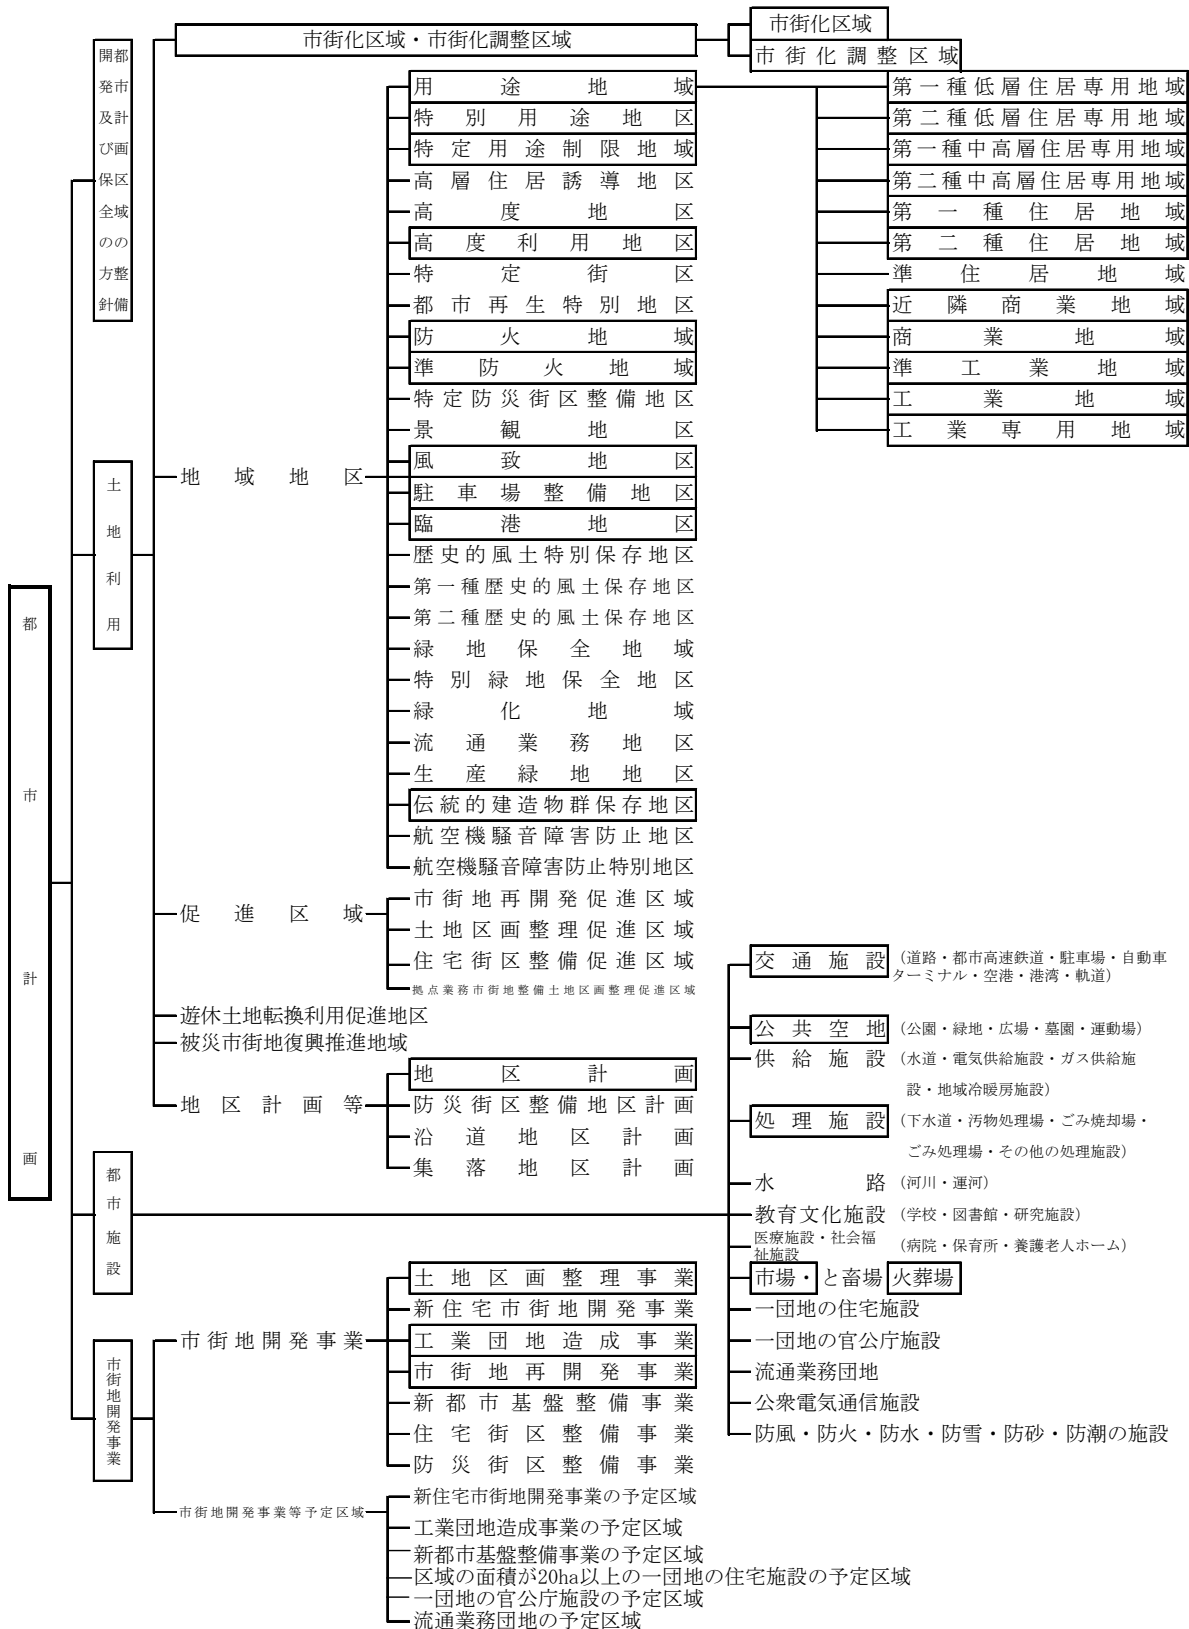 都市計画
都市計画区域の整備
開発及び保全の方針
土地利用
市街化区域・市街化調整区域
市街化区域
市街化調整区域
地域地区
用途地域
第一種低層住居専用地域
第二種低層住居専用地域
第一種中高層住居専用地域
第二種中高層住居専用地域
第一種住居地域
第二種住居地域
準住居地域
近隣商業地域
商業地域
準工業地域
工業地域
工業専用地域
特別用途地区
特定用途制限地域
高層住居誘導地区
高度地区
高度利用地区
特定街区
都市再生特別地区
防火地域
準防火地域
特定防災街区整備地区
景観地区
風致地区
駐車場整備地区
臨港地区
歴史的風土特別保存地区
第一種歴史的風土保存地区
第二種歴史的風土保存地区
緑地保全地域
特別緑地保全地区
緑化地域
流通業務地区
生産緑地地区
伝統的建造物群保存地区
航空機騒音障害防止地区
航空機騒音障害防止特別地区
促進区域
市街地再開発促進区域
土地区画整理促進区域
住宅街区整備促進区域
拠点業務市街地整備土地区画整理促進区域
遊休土地転換利用促進地区
被災市街地復興推進地域
地区計画等
地区計画
防災街区整備地区計画
沿道地区計画
集落地区計画
都市施設
交通施設 (道路・都市高速鉄道・駐車場・自動車
ターミナル・空港・港湾・軌道)
公共空地 (公園・緑地・広場・墓園・運動場)
供給施設 (水道・電気供給施設・ガス供給施
設・地域冷暖房施設)
処理施設 (下水道・汚物処理場・ごみ焼却場・
ごみ処理場・その他の処理施設)
水路 (河川・運河)
教育文化施設 (学校・図書館・研究施設)
医療施設・社会福
祉施設 (病院・保育所・養護老人ホーム)
市場・と畜場 火葬場
一団地の住宅施設
一団地の官公庁施設
流通業務団地
公衆電気通信施設
防風・防火・防水・防雪・防砂・防潮の施設
市街地開発事業
市街地開発事業
土地区画整理事業
新住宅市街地開発事業
工業団地造成事業
市街地再開発事業
新都市基盤整備事業
住宅街区整備事業
防災街区整備事業
市街地開発事業等予定区域
新住宅市街地開発事業の予定区域
工業団地造成事業の予定区域
新都市基盤整備事業の予定区域
区域の面積が20ha以上の一団地の住宅施設の予定区域
一団地の官公庁施設の予定区域
流通業務団地の予定区域